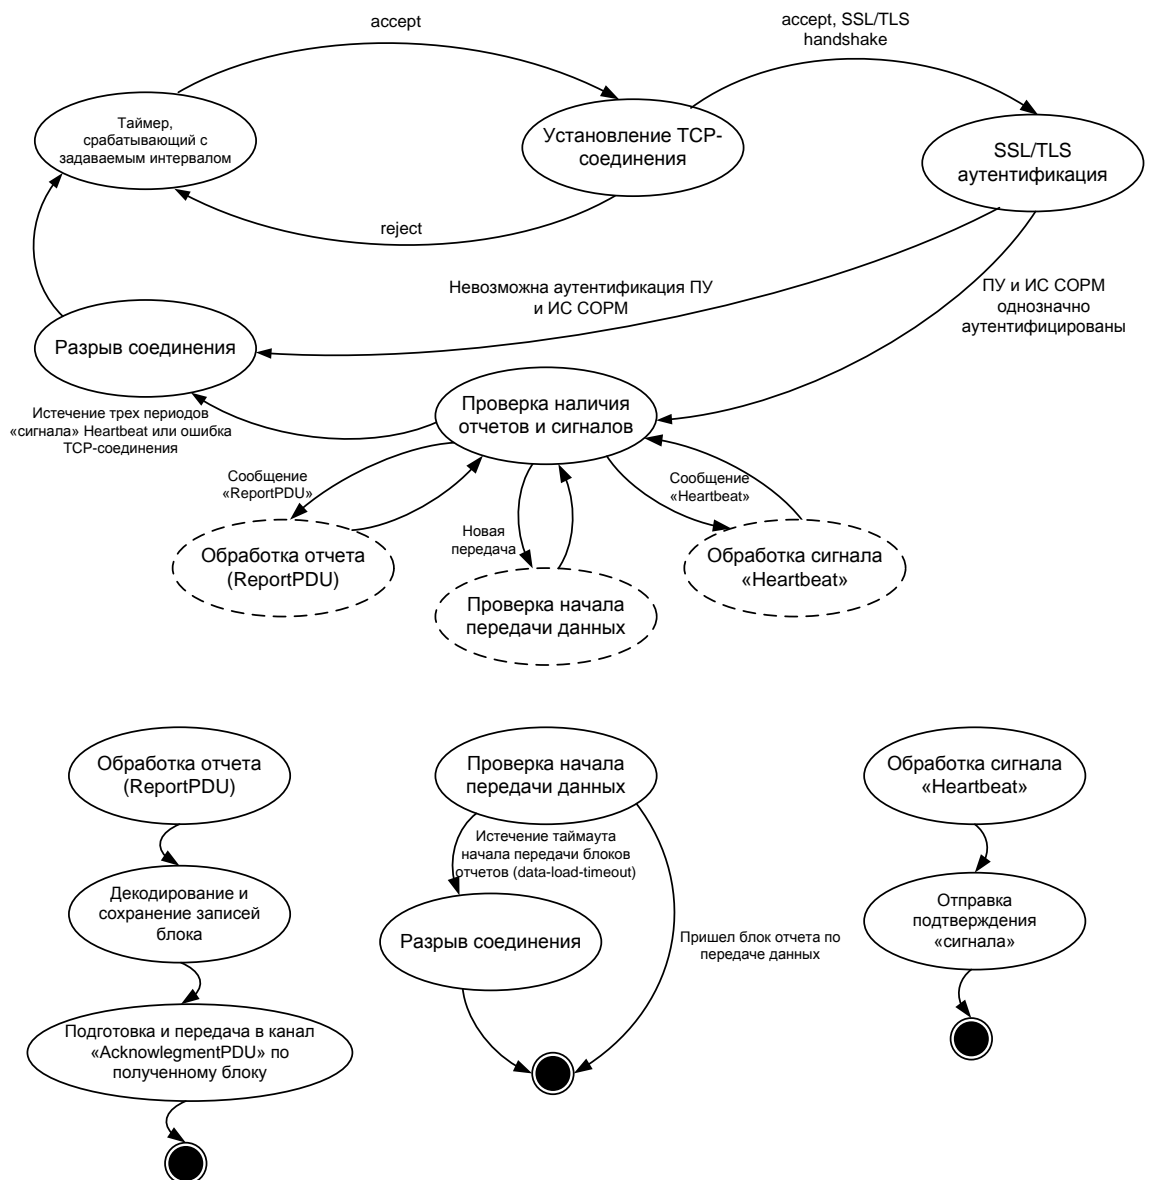 accept
accept, SSL/TLS
handshake
Таймер,
срабатывающий с
задаваемым интервалом
Установление TCP-
соединения
SSL/TLS
аутентификация
reject
Невозможна аутентификация ПУ
и ИС СОРМ
ПУ и ИС СОРМ
однозначно
аутентифицированы
Разрыв соединения
Проверка наличия
отчетов и сигналов
Истечение трех периодов
«сигнала» Heartbeat или ошибка
TCP-соединения
Сообщение
«ReportPDU»
Сообщение
«Heartbeat»
Новая
передача
Обработка отчета
(ReportPDU)
Проверка начала
передачи данных
Обработка сигнала
«Heartbeat»
Обработка отчета
(ReportPDU)
Декодирование и
сохранение записей
блока
Подготовка и передача в канал
«AcknowlegmentPDU» по
полученному блоку
Проверка начала
передачи данных
Истечение таймаута
начала передачи блоков
отчетов (data-load-timeout)
Разрыв соединения
Пришел блок отчета по
передаче данных
Обработка сигнала
«Heartbeat»
Отправка
подтверждения
«сигнала»